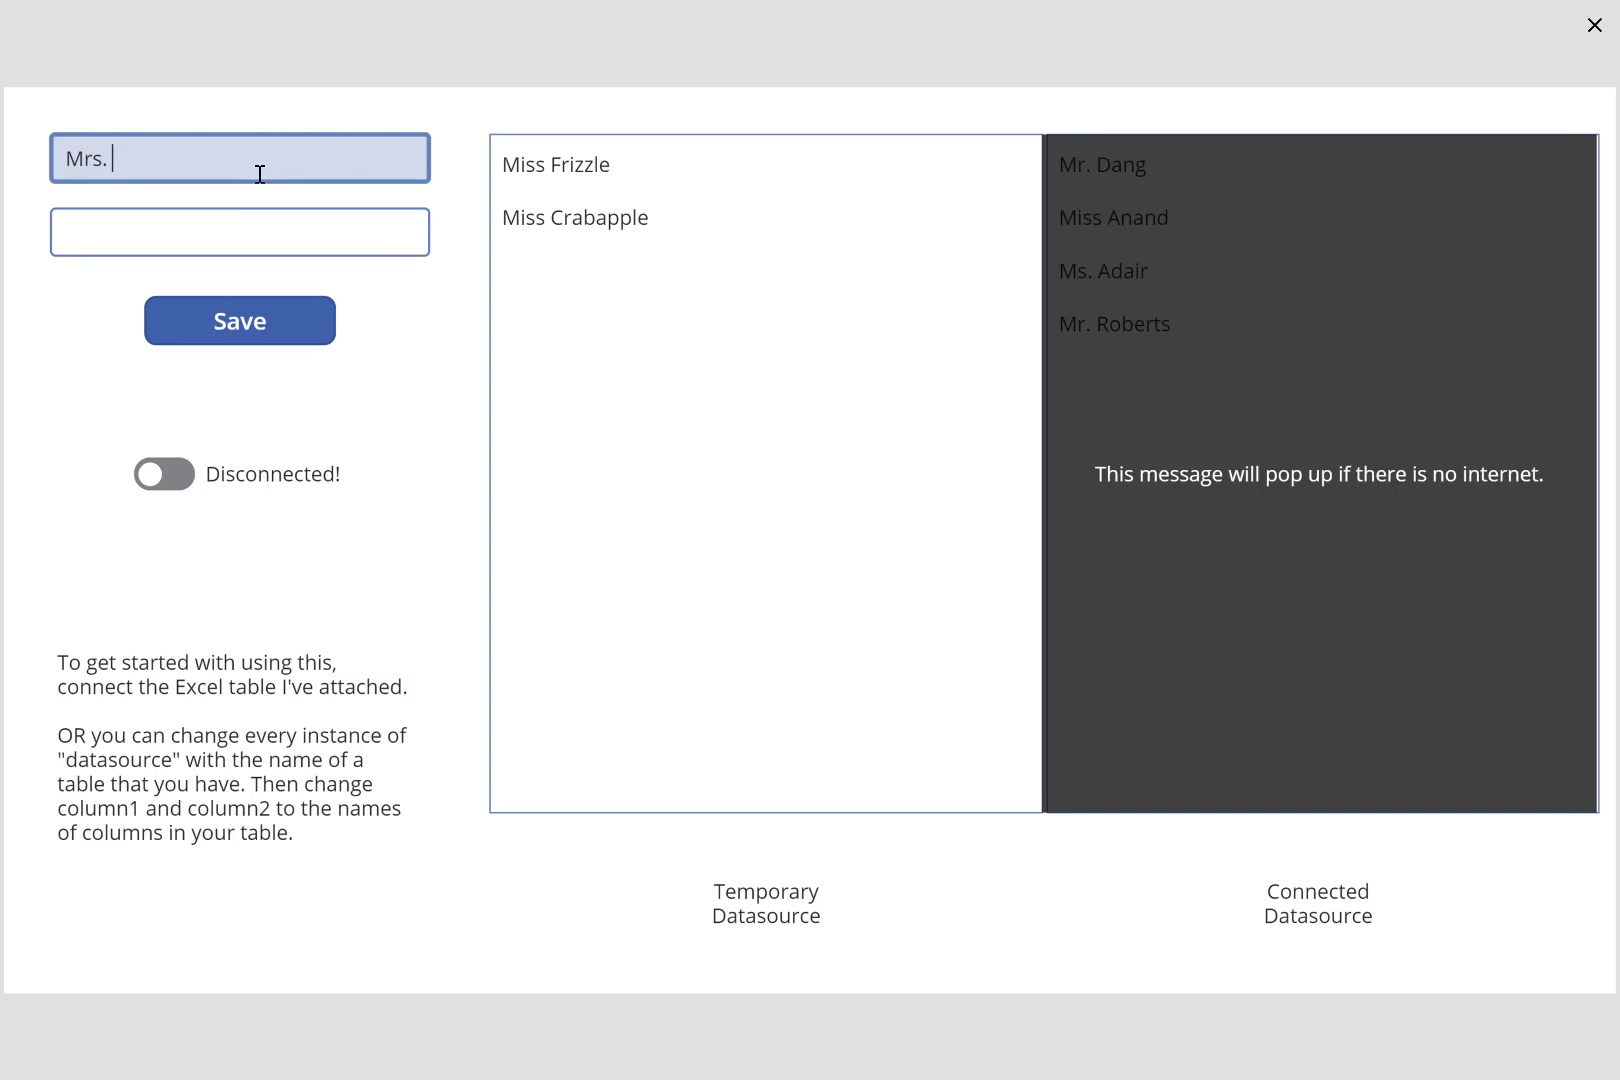 Mrs.
Save
Disconnected!
To get started with using this,
connect the Excel table I've attached.
OR you can change every instance of
"datasource" with the name of a
table that you have. Then change
column1 and column2 to the names
of columns in your table.
Miss Frizzle
Miss Crabapple
Temporary
Datasource
Mr. Dang
Miss Anand
Ms. Adair
Mr. Roberts
This message will pop up if there is no internet.
Connected
Datasource